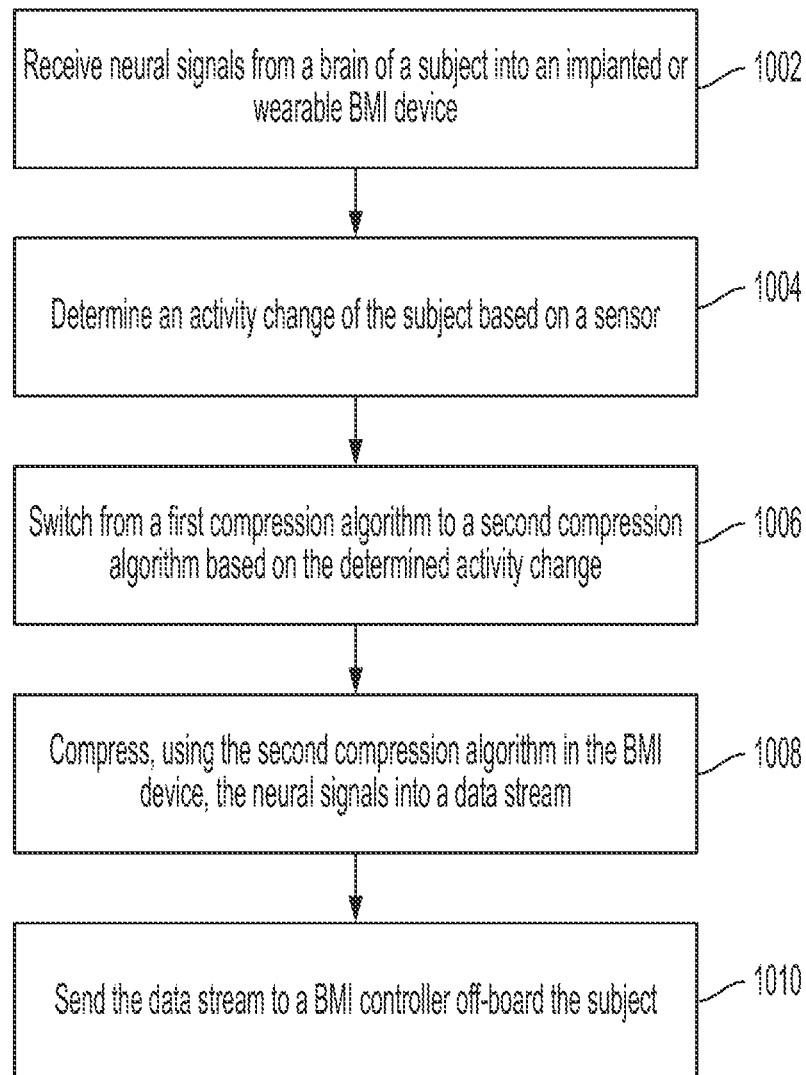 Receive neural signals from a brain of a subject into an implanted or
wearable BMI device
1002
Determine an activity change of the subject based on a sensor
1004
Switch from a first compression algorithm to a second compression
algorithm based on the determined activity change
1006
Compress, using the second compression algorithm in the BMI
device, the neural signals into a data stream
1008
Send the data stream to a BMI controller off-board the subject
1010